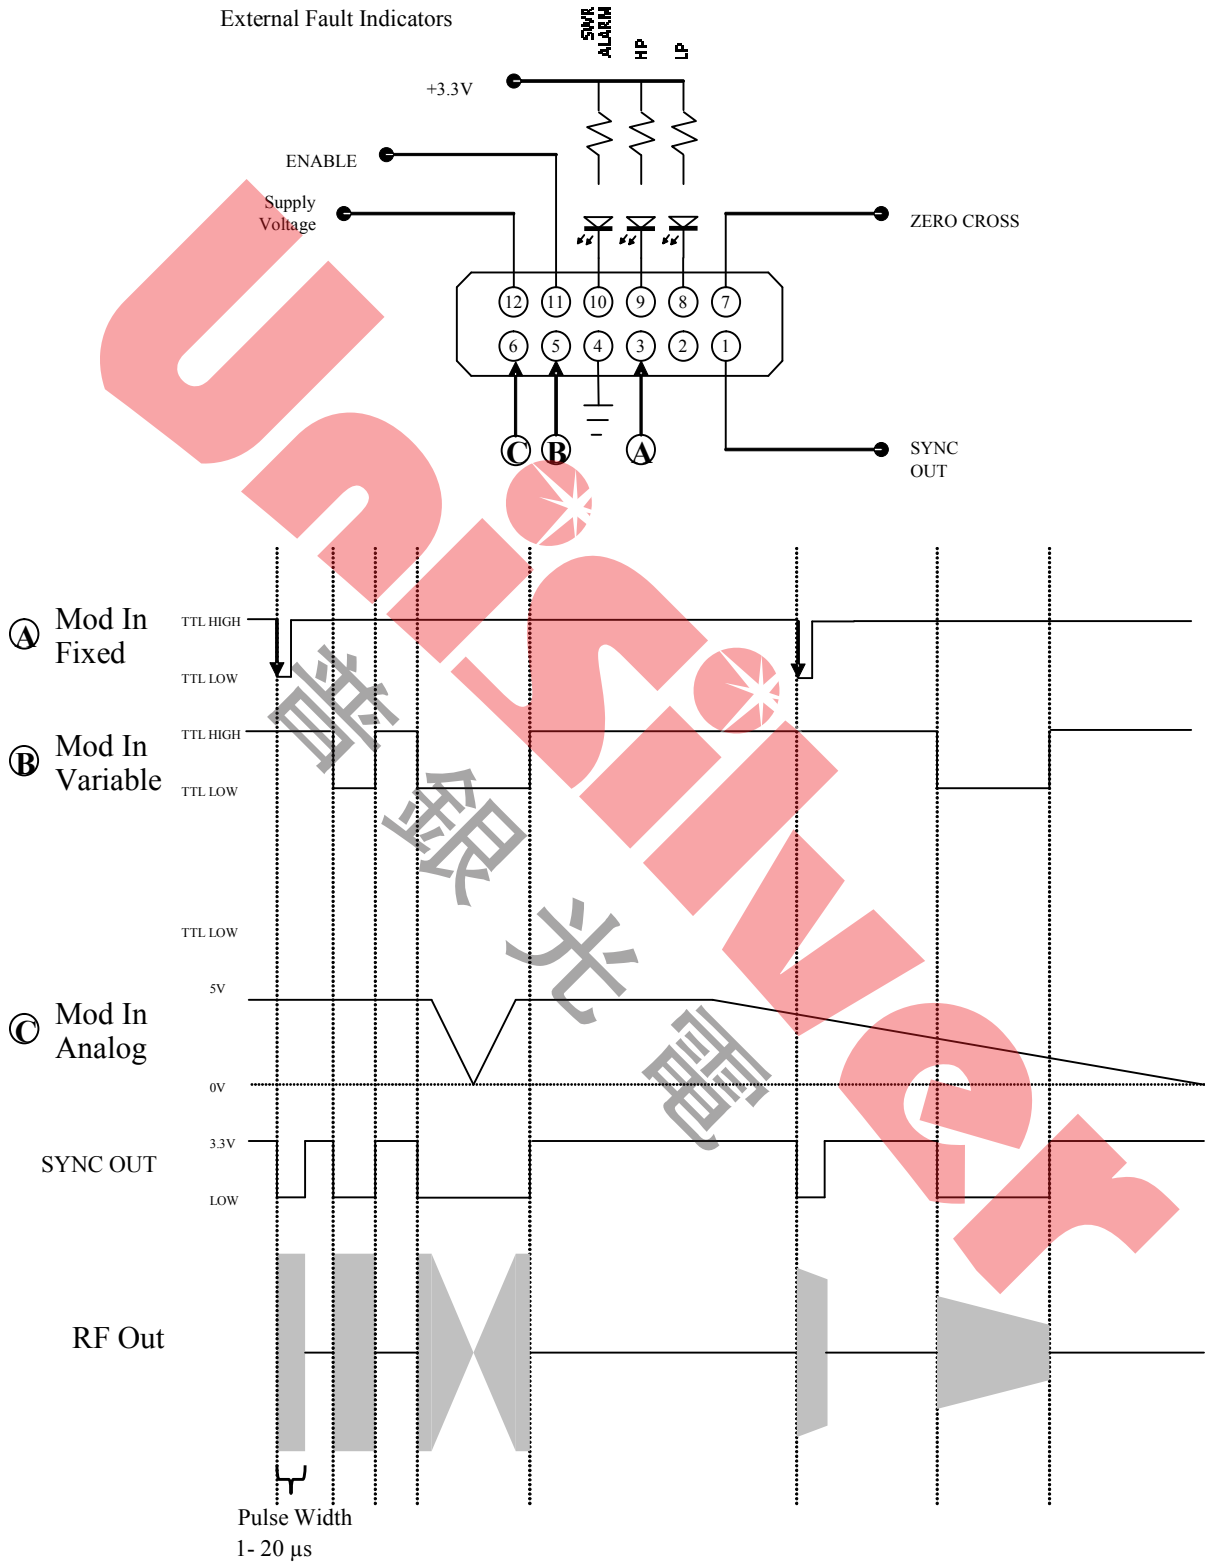 External Fault Indicators
SWR
ALARM
HP
LP
+3.3V
ENABLE
Supply
Voltage
ZERO CROSS
12 11 10 9 8 7
6 5 4 3 2 1
C B A
SYNC
OUT
UniSilver
普銀光電
A Mod In
Fixed
TTL HIGH
TTL LOW
B Mod In
Variable
TTL HIGH
TTL LOW
TTL LOW
5V
C Mod In
Analog
0V
3.3V
SYNC OUT
LOW
RF Out
Pulse Width
1- 20 µs